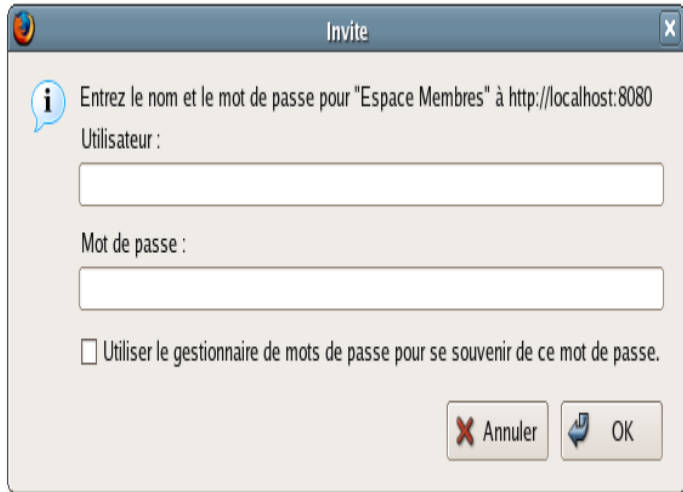 Invite
Entrez le nom et le mot de passe pour "Espace Membres" à http://localhost:8080
Utilisateur :
Mot de passe :
Utiliser le gestionnaire de mots de passe pour se souvenir de ce mot de passe.
Annuler OK